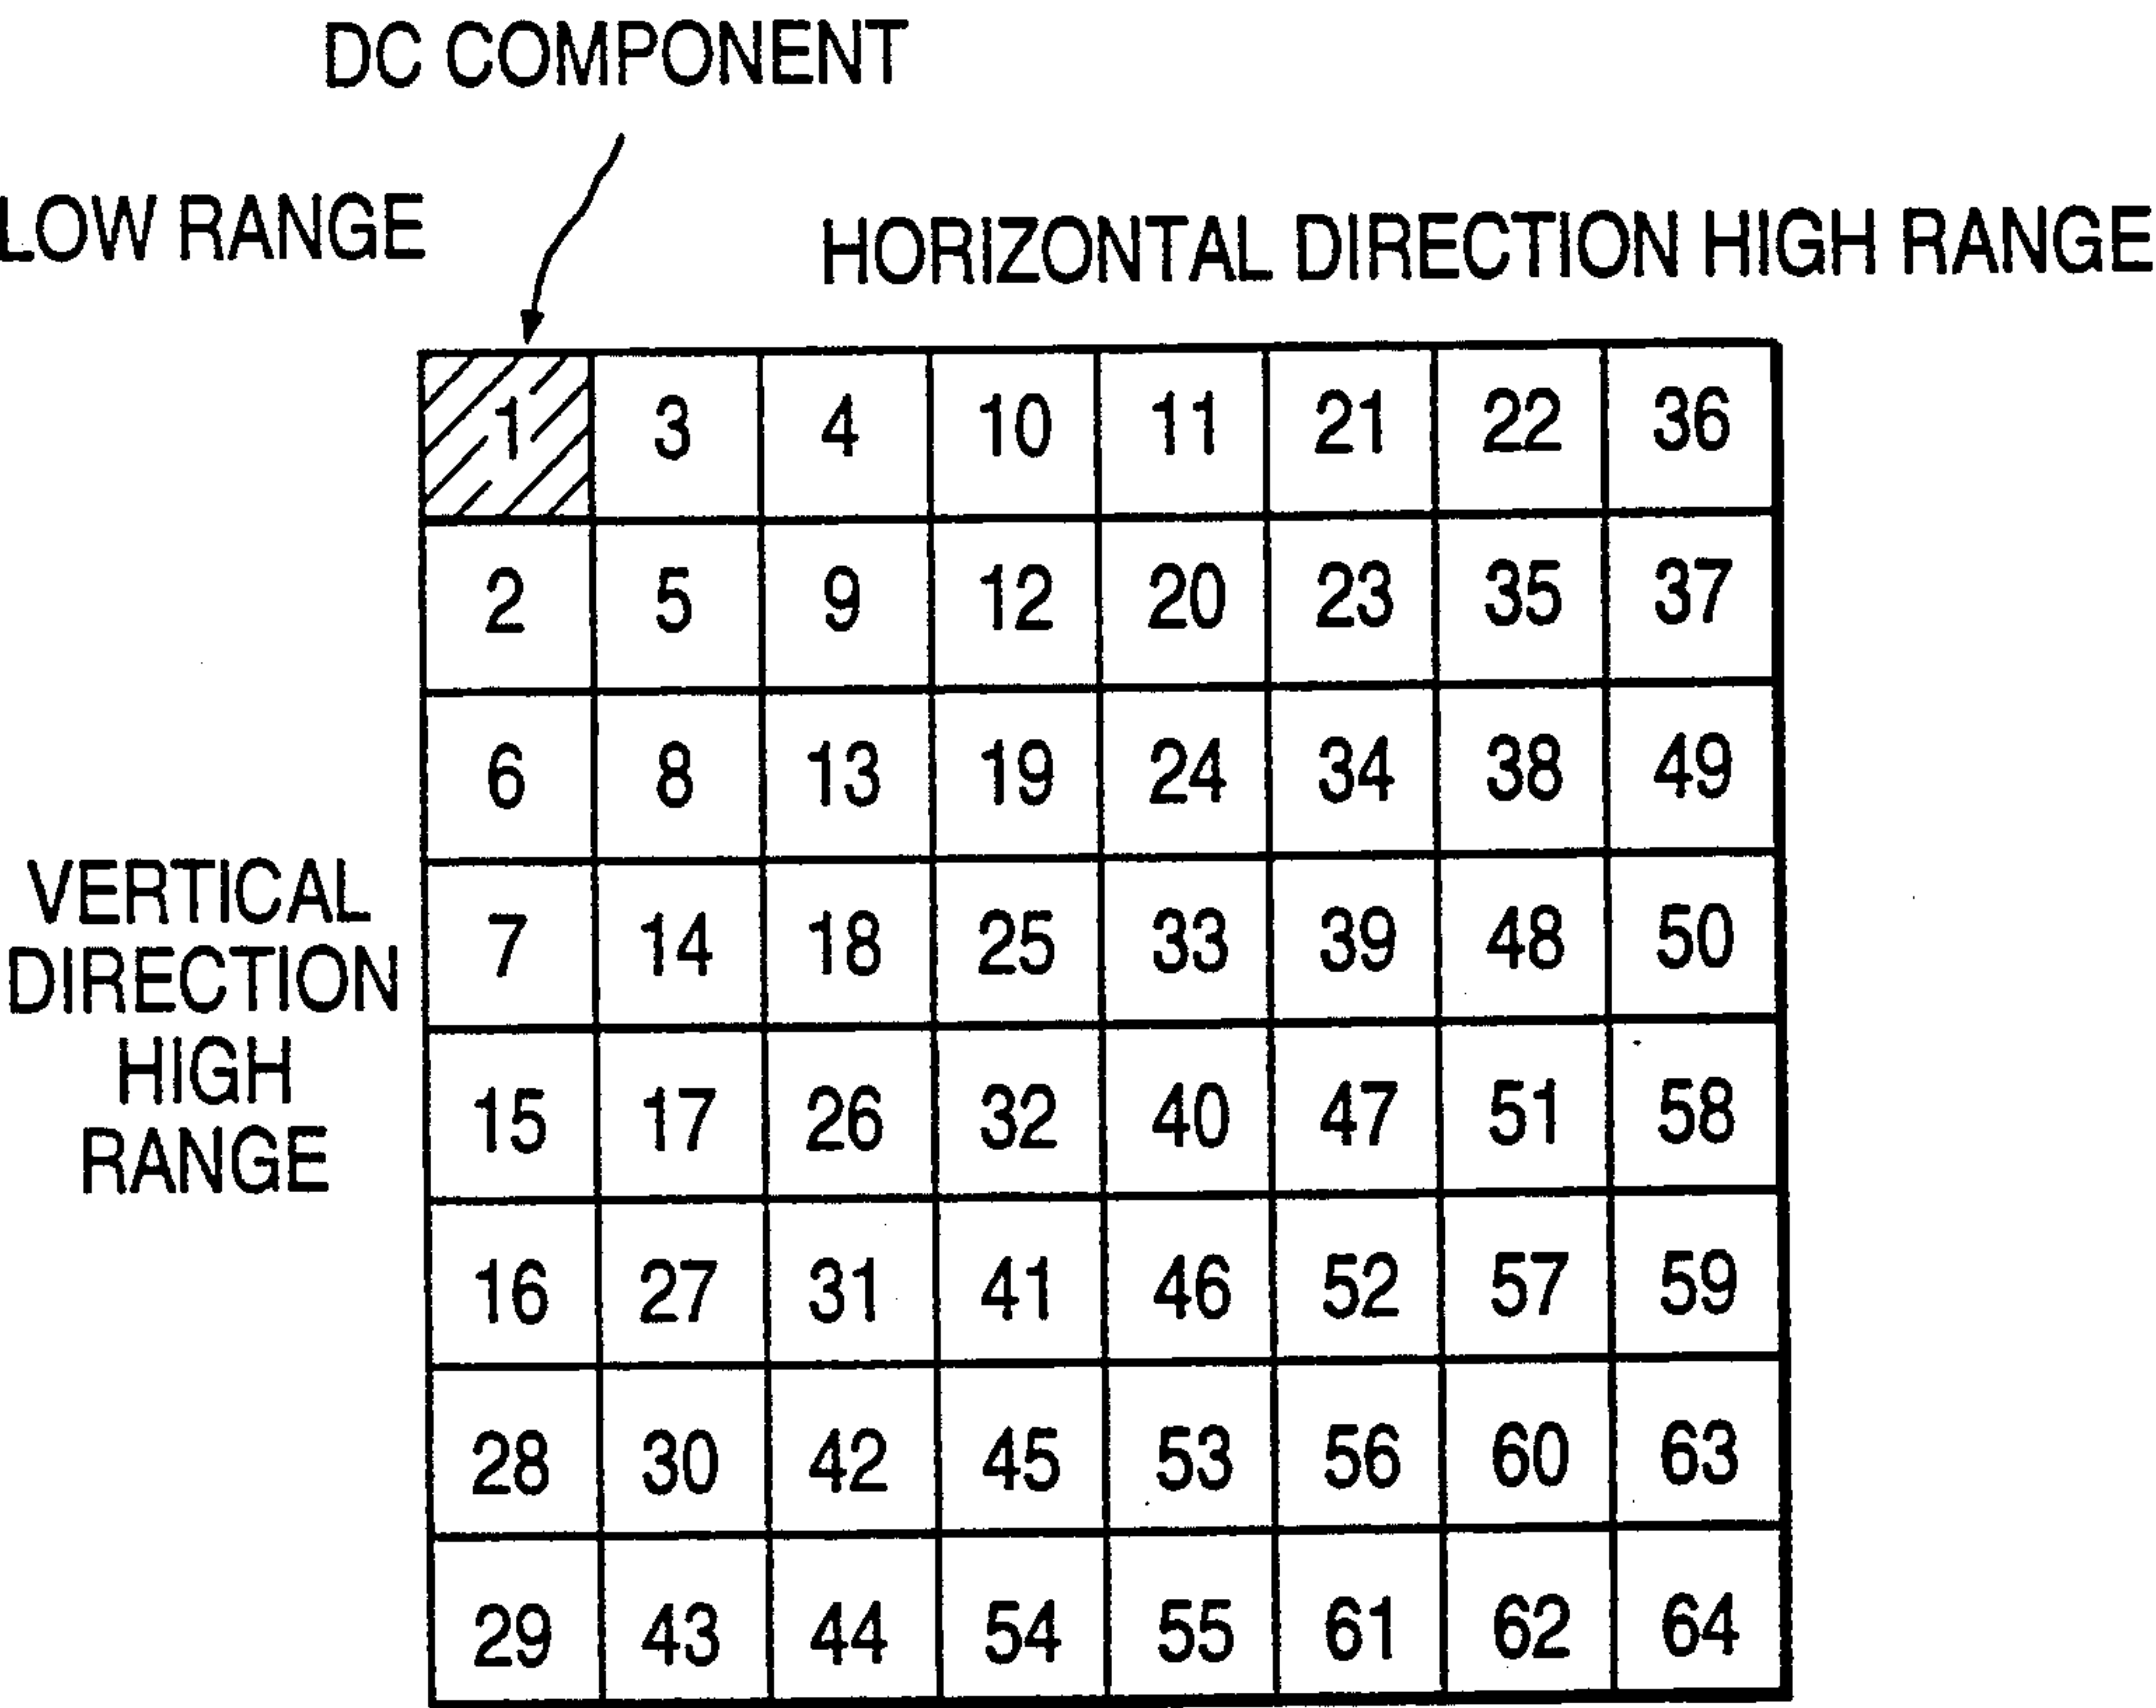 DC COMPONENT
LOW RANGE
HORIZONTAL DIRECTION HIGH RANGE
1 3 4 10 11 21 22 36
2 5 9 12 20 23 35 37
6 8 13 19 24 34 38 49
7 14 18 25 33 39 48 50
15 17 26 32 40 47 51 58
16 27 31 41 46 52 57 59
28 30 42 45 53 56 60 63
29 43 44 54 55 61 62 64
VERTICAL
DIRECTION
HIGH
RANGE